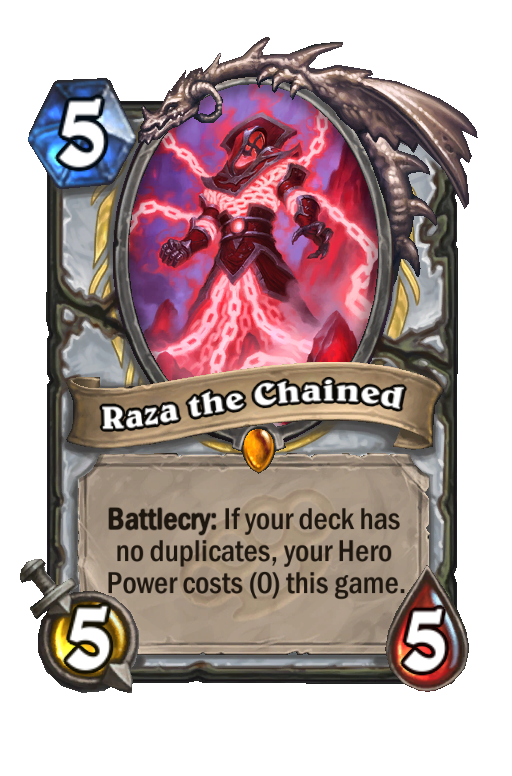 5
Raza the Chained
Battlecry: If your deck has
no duplicates, your Hero
Power costs (0) this game.
5
5